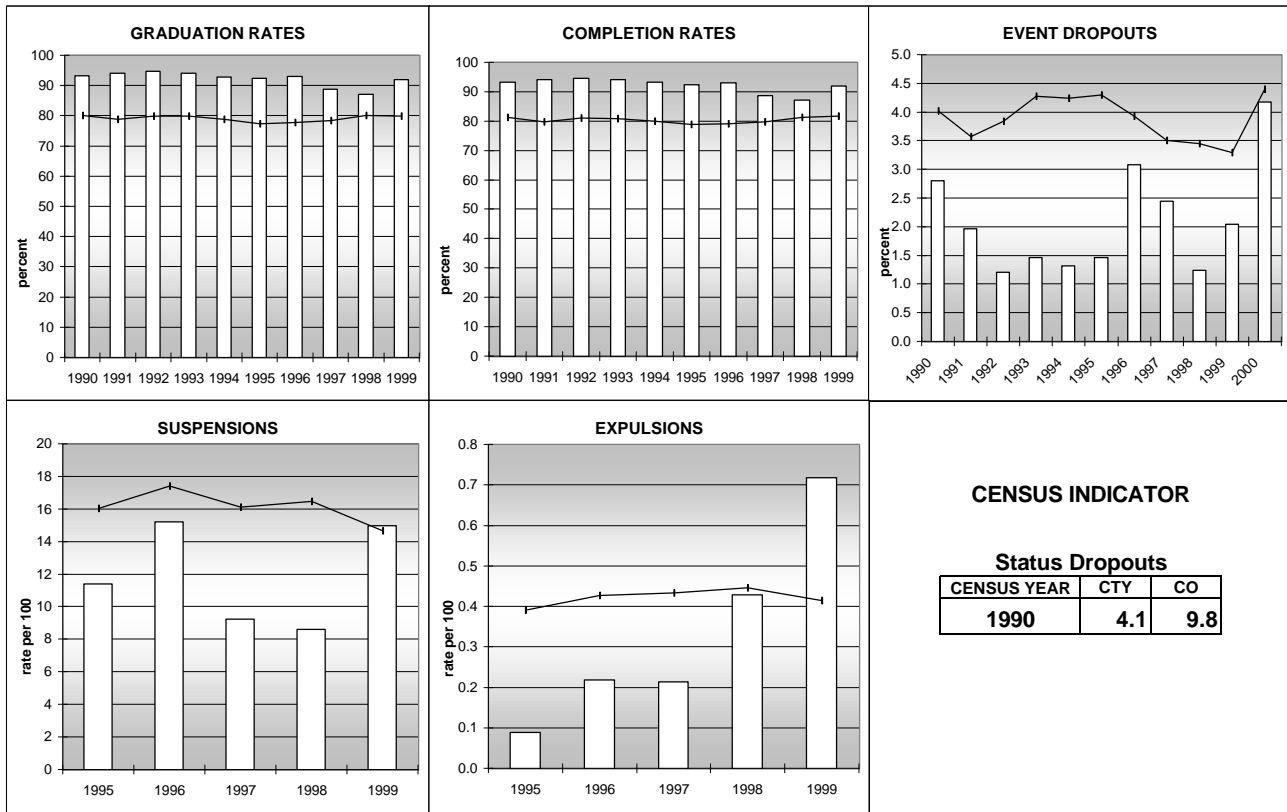 GRADUATION RATES
100
90
80
70
60
50
40
30
20
10
0
percent
1990 1991 1992 1993 1994 1995 1996 1997 1998 1999
COMPLETION RATES
100
90
80
70
60
50
40
30
20
10
0
percent
1990 1991 1992 1993 1994 1995 1996 1997 1998 1999
EVENT DROPOUTS
5.0
4.5
4.0
3.5
3.0
2.5
2.0
1.5
1.0
0.5
0.0
percent
1990 1991 1992 1993 1994 1995 1996 1997 1998 1999 2000
SUSPENSIONS
20
18
16
14
12
10
8
6
4
2
0
rate per 100
1995 1996 1997 1998 1999
EXPULSIONS
0.8
0.7
0.6
0.5
0.4
0.3
0.2
0.1
0.0
rate per 100
1995 1996 1997 1998 1999
CENSUS INDICATOR
Status Dropouts
CENSUS YEAR CTY CO
1990 4.1 9.8